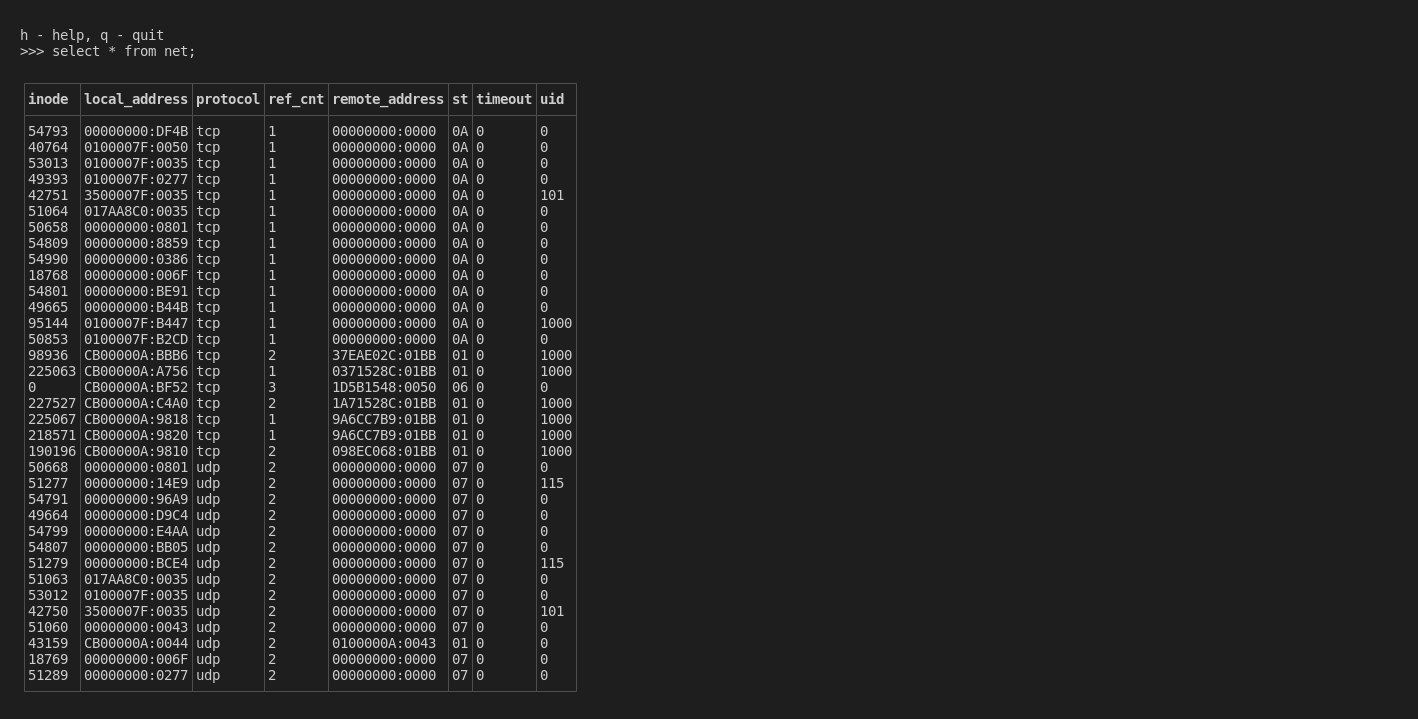 h - help, q - quit
>>> select * from net;
inode local_address protocol ref_cnt remote_address st timeout uid
54793 00000000:DF4B tcp 1 00000000:0000 0A 0 0
40764 0100007F:0050 tcp 1 00000000:0000 0A 0 0
53013 0100007F:0035 tcp 1 00000000:0000 0A 0 0
49393 0100007F:0277 tcp 1 00000000:0000 0A 0 0
42751 3500007F:0035 tcp 1 00000000:0000 0A 0 101
51064 017AA8C0:0035 tcp 1 00000000:0000 0A 0 0
50658 00000000:0801 tcp 1 00000000:0000 0A 0 0
54809 00000000:8859 tcp 1 00000000:0000 0A 0 0
54990 00000000:0386 tcp 1 00000000:0000 0A 0 0
18768 00000000:006F tcp 1 00000000:0000 0A 0 0
54801 00000000:BE91 tcp 1 00000000:0000 0A 0 0
49665 00000000:B44B tcp 1 00000000:0000 0A 0 0
95144 0100007F:B447 tcp 1 00000000:0000 0A 0 1000
50853 0100007F:B2CD tcp 1 00000000:0000 0A 0 0
98936 CB00000A:BBB6 tcp 2 37EAE02C:01BB 01 0 1000
225063 CB00000A:A756 tcp 1 0371528C:01BB 01 0 1000
0 CB00000A:BF52 tcp 3 1D5B1548:0050 06 0 0
227527 CB00000A:C4A0 tcp 2 1A71528C:01BB 01 0 1000
225067 CB00000A:9818 tcp 1 9A6CC7B9:01BB 01 0 1000
218571 CB00000A:9820 tcp 1 9A6CC7B9:01BB 01 0 1000
190196 CB00000A:9810 tcp 2 098EC068:01BB 01 0 1000
50668 00000000:0801 udp 2 00000000:0000 07 0 0
51277 00000000:14E9 udp 2 00000000:0000 07 0 115
54791 00000000:96A9 udp 2 00000000:0000 07 0 0
49664 00000000:D9C4 udp 2 00000000:0000 07 0 0
54799 00000000:E4AA udp 2 00000000:0000 07 0 0
54807 00000000:BB05 udp 2 00000000:0000 07 0 0
51279 00000000:BCE4 udp 2 00000000:0000 07 0 115
51063 017AA8C0:0035 udp 2 00000000:0000 07 0 0
53012 0100007F:0035 udp 2 00000000:0000 07 0 0
42750 3500007F:0035 udp 2 00000000:0000 07 0 101
51060 00000000:0043 udp 2 00000000:0000 07 0 0
43159 CB00000A:0044 udp 2 0100000A:0043 01 0 0
18769 00000000:006F udp 2 00000000:0000 07 0 0
51289 00000000:0277 udp 2 00000000:0000 07 0 0